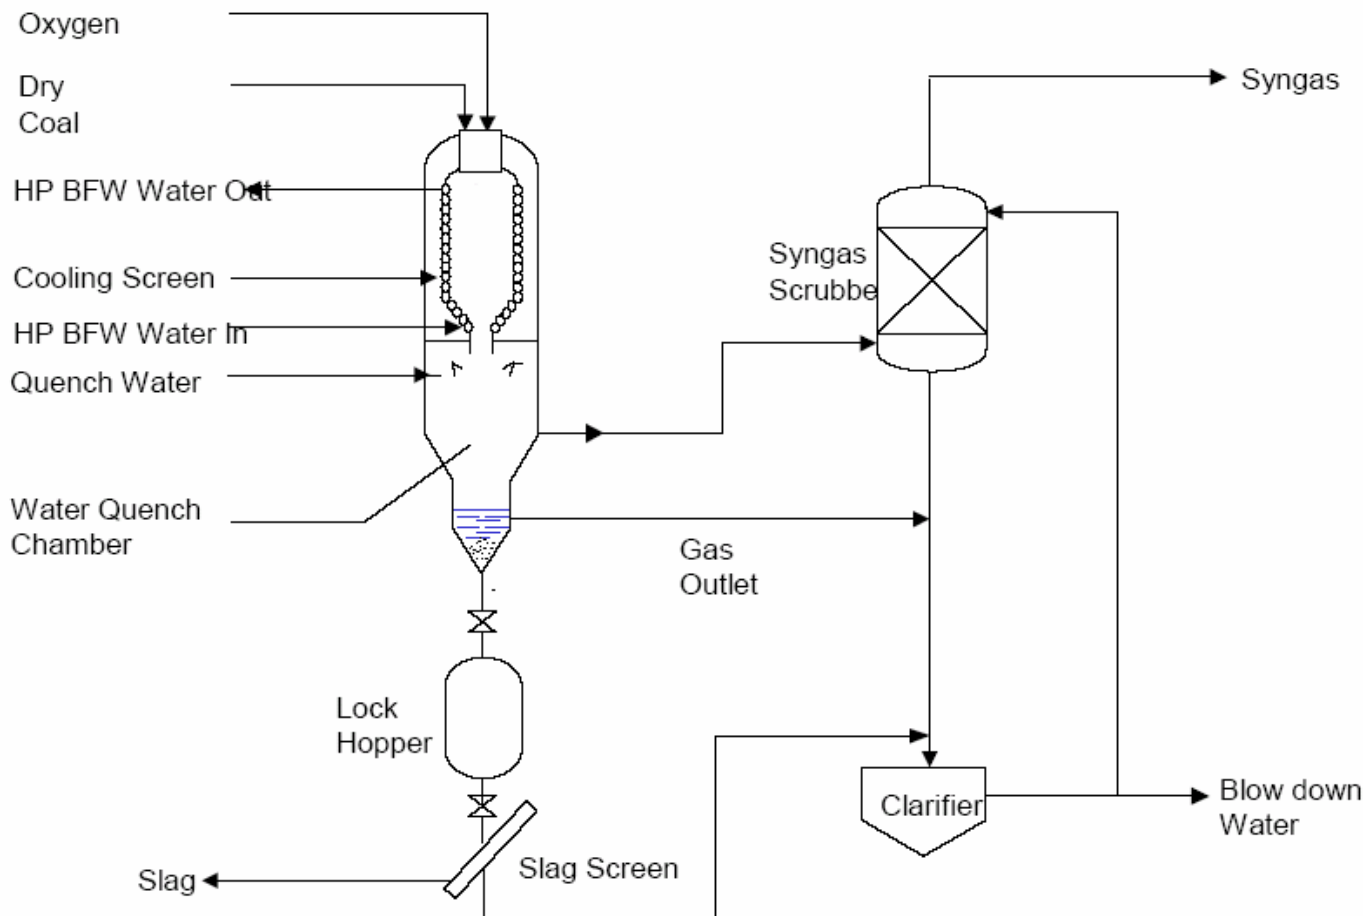 Oxygen
Dry
Coal
HP BFW Water Out
Cooling Screen
HP BFW Water In
Quench Water
Water Quench
Chamber
Syngas
Syngas
Scrubbe
Gas
Outlet
Lock
Hopper
Clarifier
Blow down
Water
Slag Screen
Slag